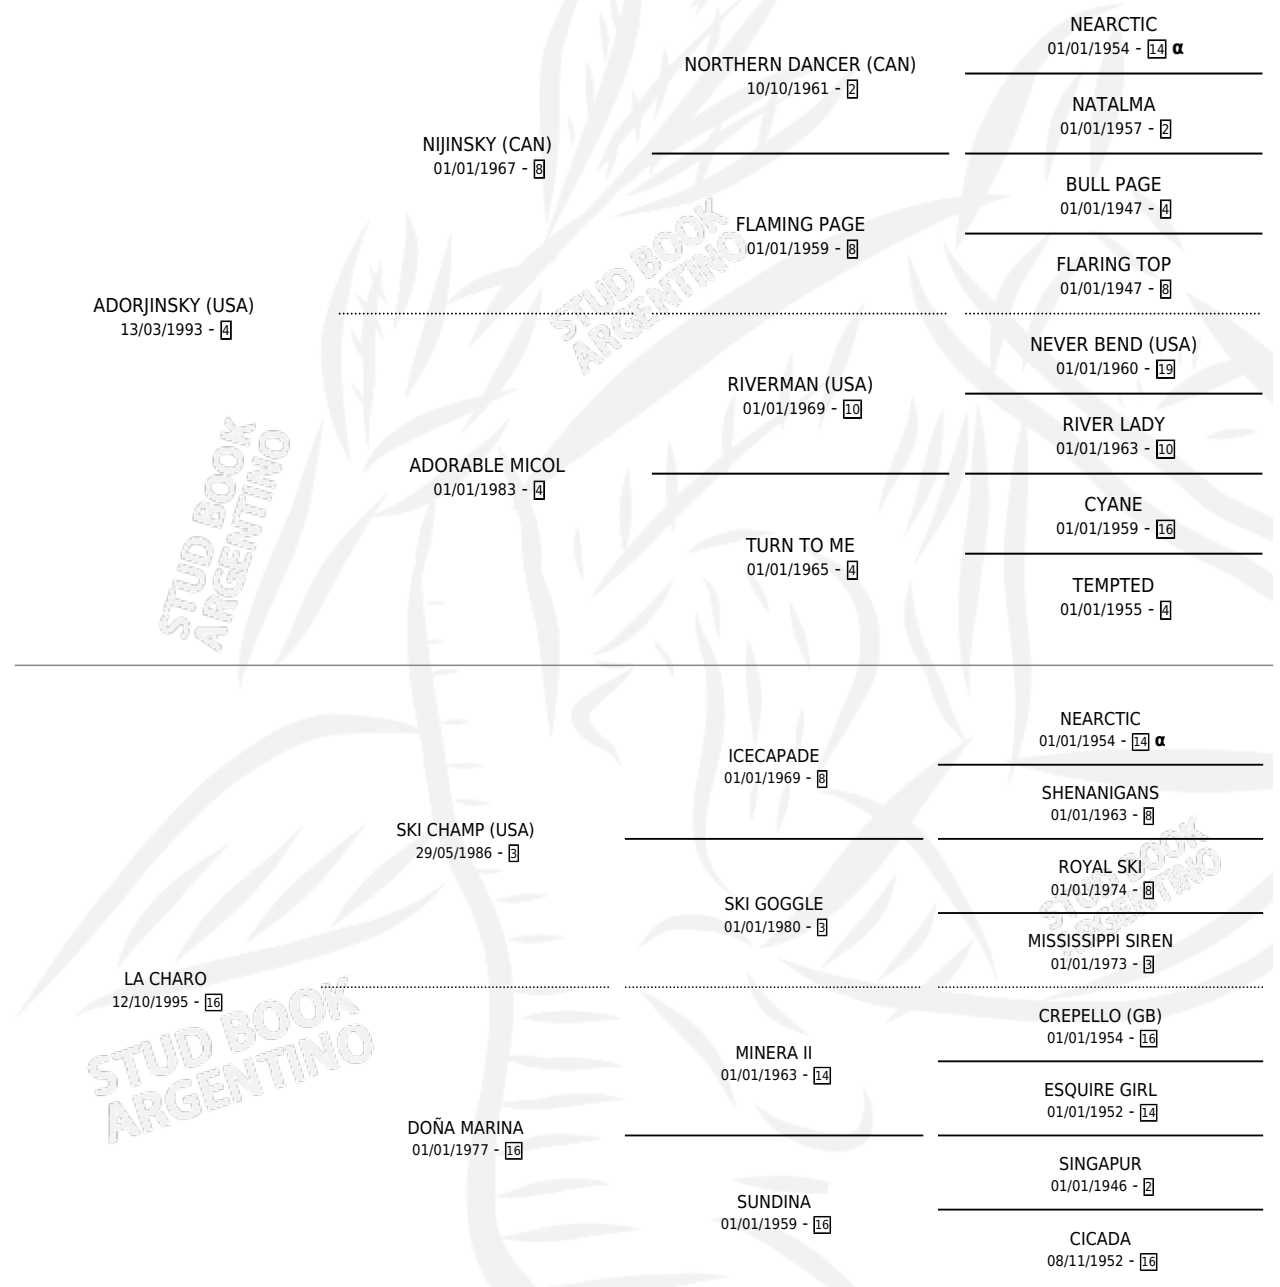 NEARCTIC
01/01/1954 - 14 α
NORTHERN DANCER (CAN)
10/10/1961 - 2
NATALMA
01/01/1957 - 2
NIJINSKY (CAN)
01/01/1967 - 8
BULL PAGE
01/01/1947 - 4
FLAMING PAGE
01/01/1959 - 8
FLARING TOP
01/01/1947 - 8
ADORJINSKY (USA)
13/03/1993 - 4
NEVER BEND (USA)
01/01/1960 - 19
RIVERMAN (USA)
01/01/1969 - 10
RIVER LADY
01/01/1963 - 10
ADORABLE MICOL
01/01/1983 - 4
CYANE
01/01/1959 - 16
TURN TO ME
01/01/1965 - 4
TEMPTED
01/01/1955 - 4
NEARCTIC
01/01/1954 - 14 α
ICECAPADE
01/01/1969 - 8
SHENANIGANS
01/01/1963 - 8
SKI CHAMP (USA)
29/05/1986 - 3
ROYAL SKI
01/01/1974 - 8
SKI GOGGLE
01/01/1980 - 3
MISSISSIPPI SIREN
01/01/1973 - 3
LA CHARO
12/10/1995 - 16
CREPELLO (GB)
01/01/1954 - 16
MINERA II
01/01/1963 - 14
ESQUIRE GIRL
01/01/1952 - 14
DOÑA MARINA
01/01/1977 - 16
SINGAPUR
01/01/1946 - 2
SUNDINA
01/01/1959 - 16
CICADA
08/11/1952 - 16
STUD BOOK
ARGENTINO
STUD BOOK
ARGENTINO
STUD BOOK
ARGENTINO
STUD BOOK
ARGENTINO